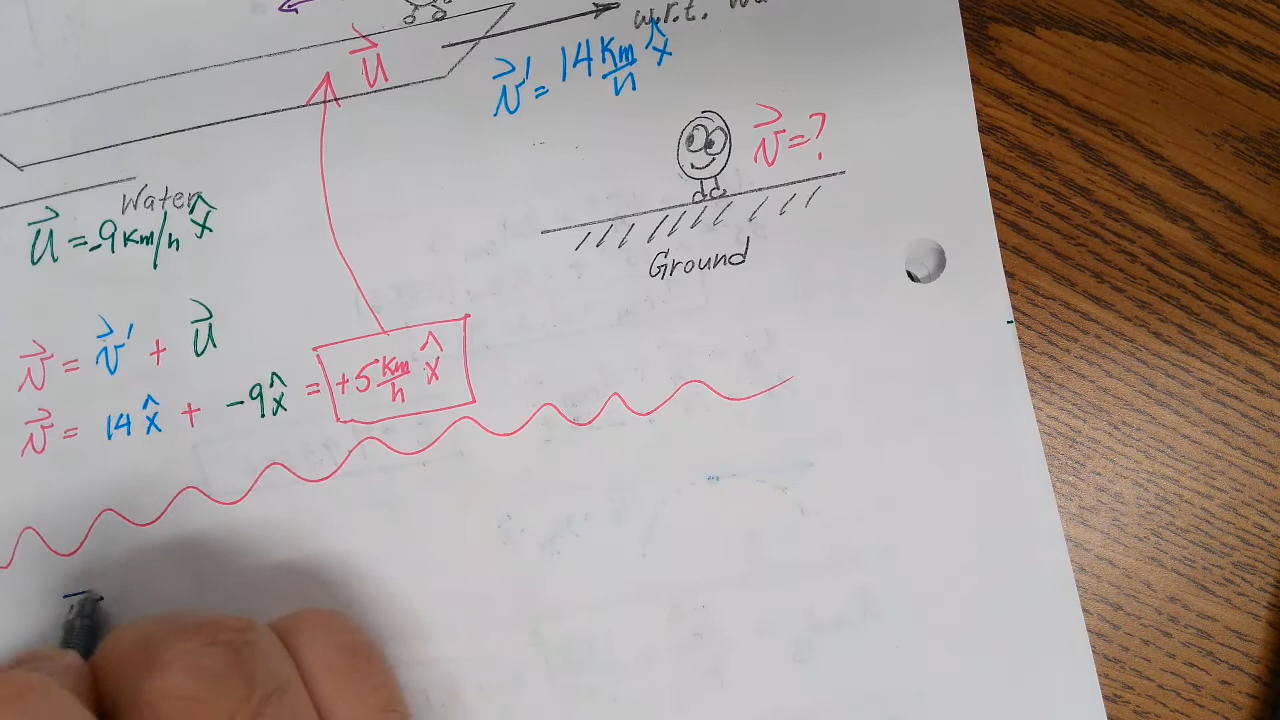 w.r.t.
u⃗
v⃗' = 14 Km/h x̂
v⃗ = ?
Water
u⃗ = -9 Km/h x̂
Ground
v⃗ = v⃗' + u⃗
v⃗ = 14 x̂ + -9 x̂ = +5 Km/h x̂